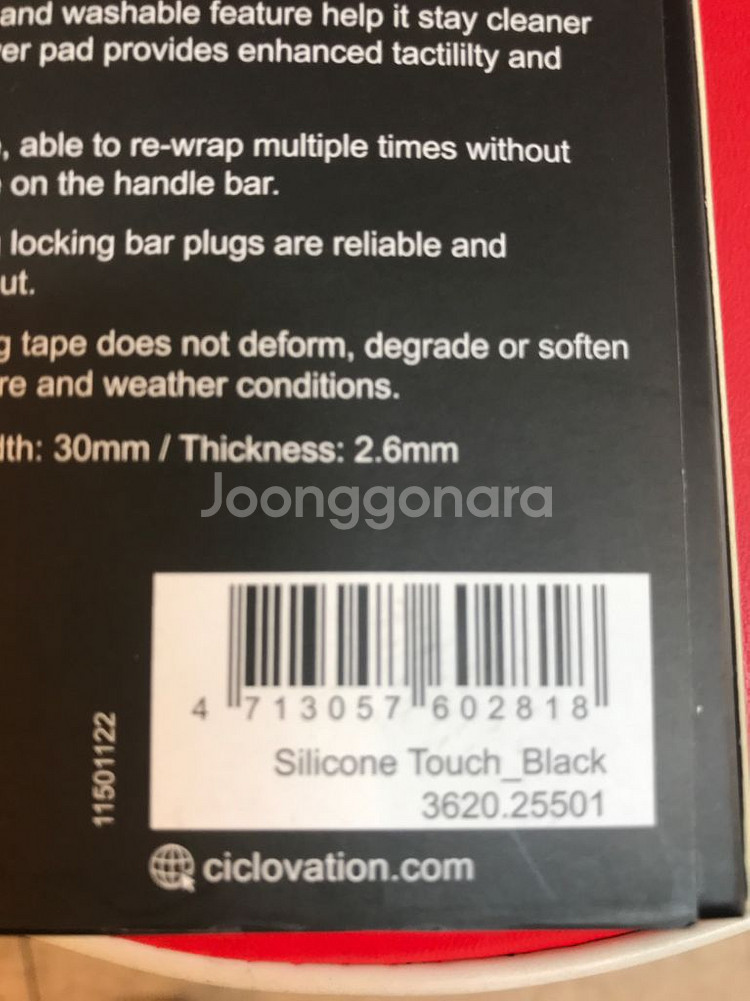 and washable feature help it stay cleaner
er pad provides enhanced tactililty and
, able to re-wrap multiple times without
on the handle bar.
locking bar plugs are reliable and
ut.
g tape does not deform, degrade or soften
re and weather conditions.
dth: 30mm / Thickness: 2.6mm
Joonggonara
4 713057 602818
Silicone Touch_Black
3620.25501
11501122
ciclovation.com